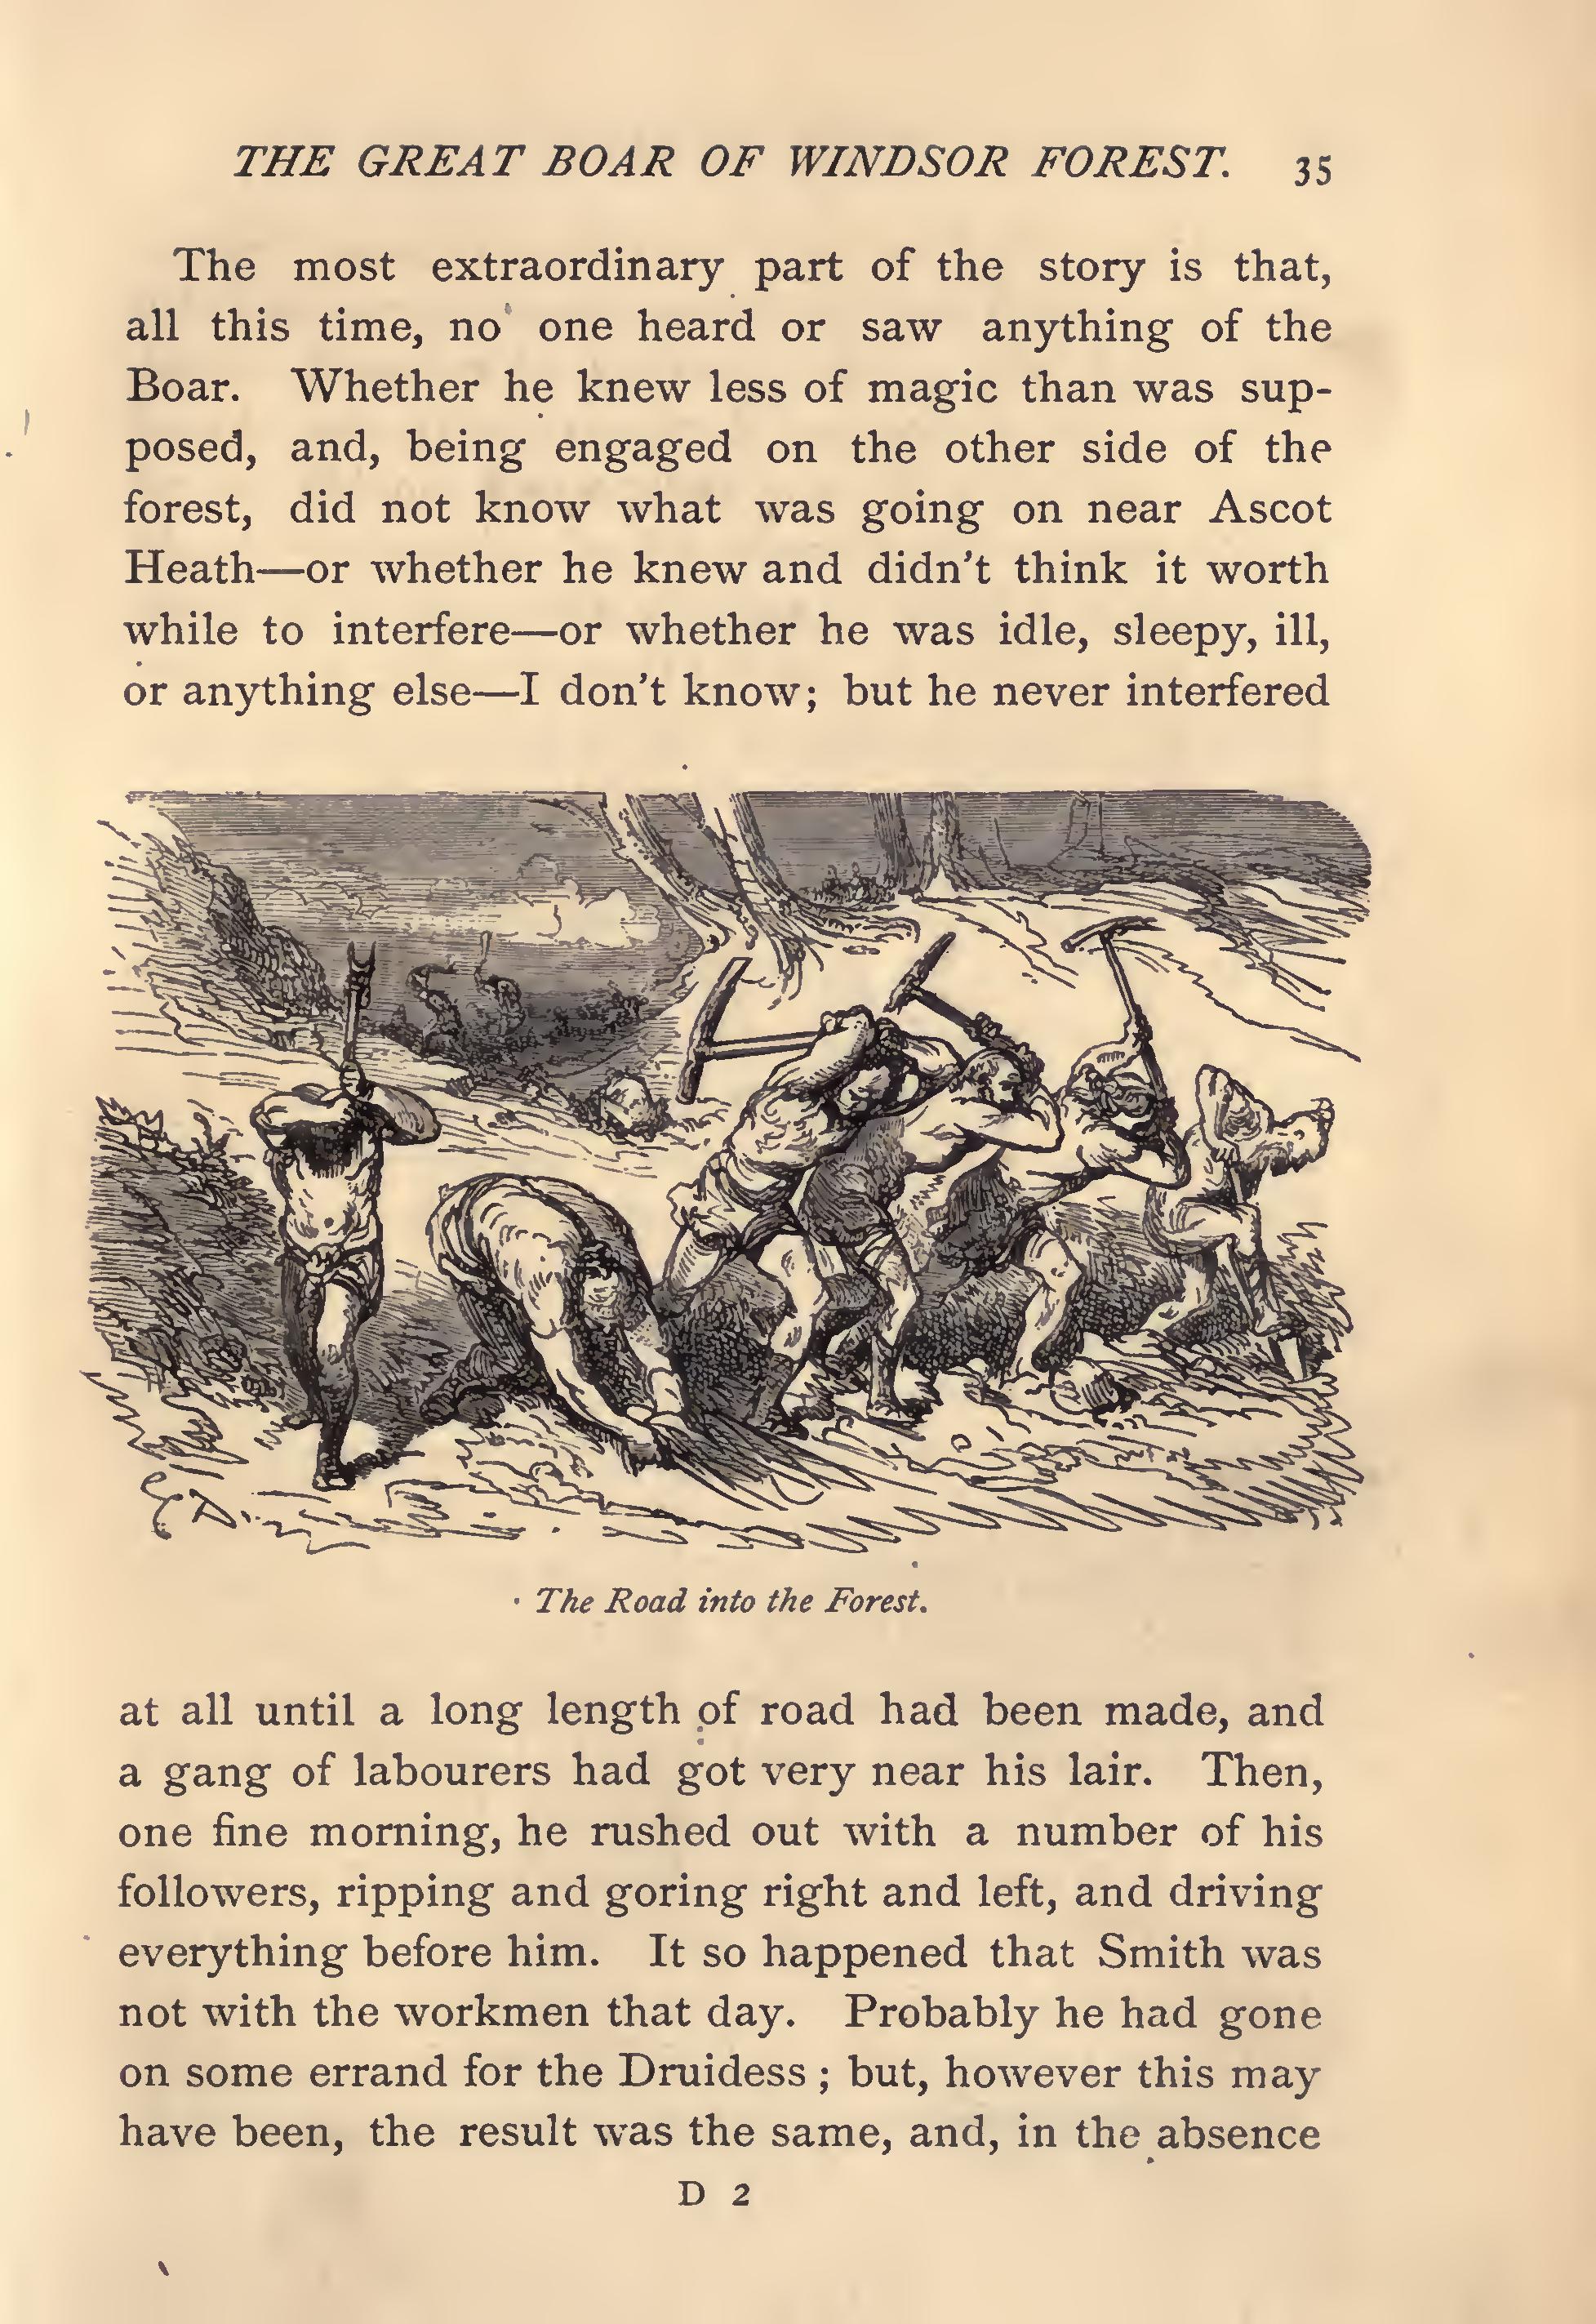 THE GREAT BOAR OF WINDSOR FOREST. 35
The most extraordinary part of the story is that,
all this time, no one heard or saw anything of the
Boar. Whether he knew less of magic than was sup-
posed, and, being engaged on the other side of the
forest, did not know what was going on near Ascot
Heath—or whether he knew and didn't think it worth
while to interfere—or whether he was idle, sleepy, ill,
or anything else—I don't know; but he never interfered
The Road into the Forest.
at all until a long length of road had been made, and
a gang of labourers had got very near his lair. Then,
one fine morning, he rushed out with a number of his
followers, ripping and goring right and left, and driving
everything before him. It so happened that Smith was
not with the workmen that day. Probably he had gone
on some errand for the Druidess ; but, however this may
have been, the result was the same, and, in the absence
D 2